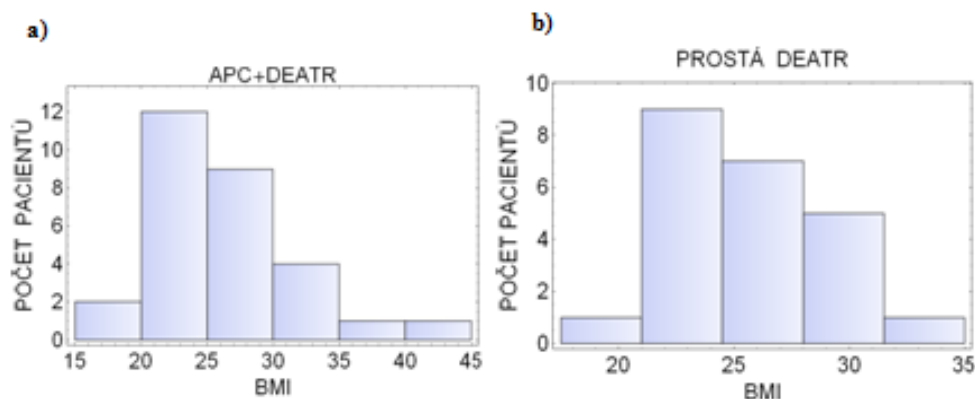 a)
APC+DEATR
POČET PACIENTŮ
12
10
8
6
4
2
0
15 20 25 30 35 40 45
BMI
b)
PROSTÁ DEATR
POČET PACIENTŮ
10
8
6
4
2
0
20 25 30 35
BMI